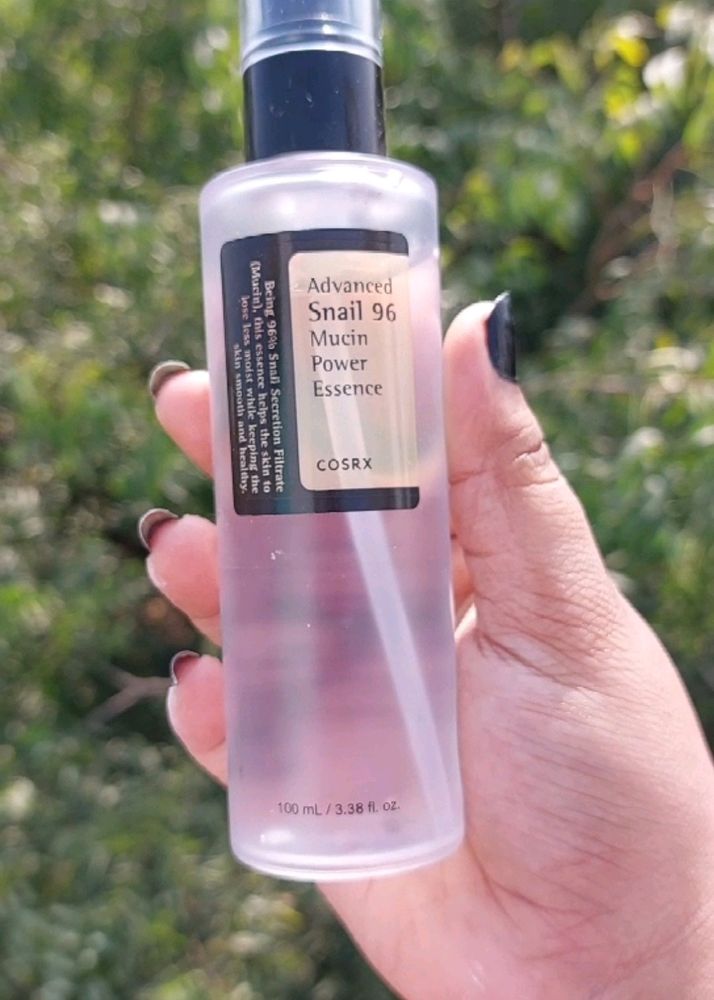 Advanced
Snail 96
Mucin
Power
Essence
COSRX
Being 96% Snail Secretion Filtrate
(Mucin), this essence helps the skin to
lose less moist while keeping the
skin smooth and healthy.
100 mL / 3.38 fl. oz.